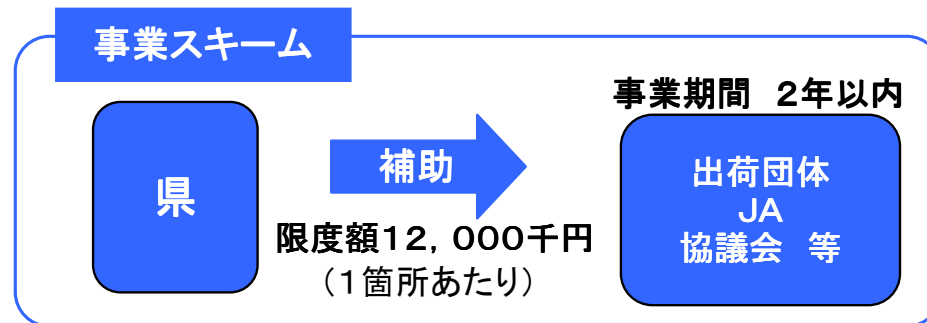 事業スキーム
事業期間　2年以内
県
補助
限度額12，000千円
（１箇所あたり）
出荷団体
JA
協議会　等